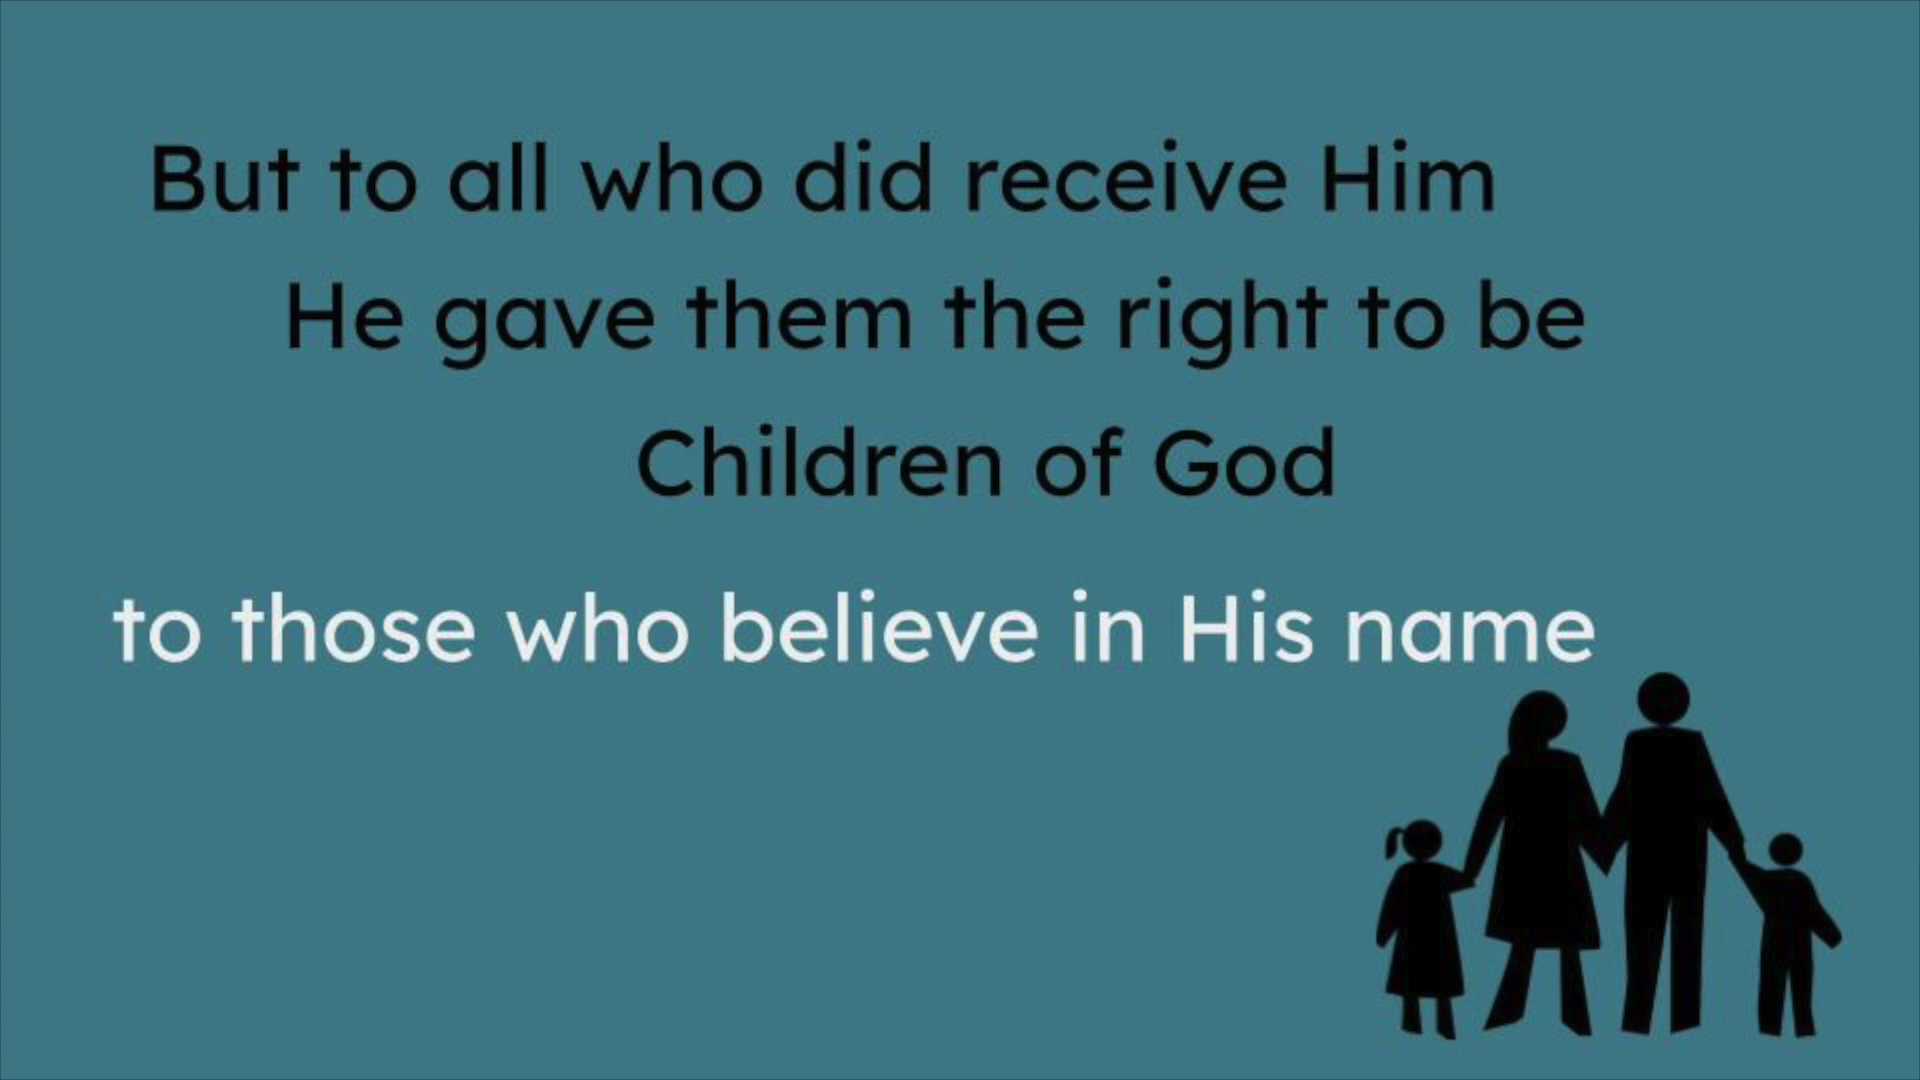 But to all who did receive Him
He gave them the right to be
Children of God
to those who believe in His name